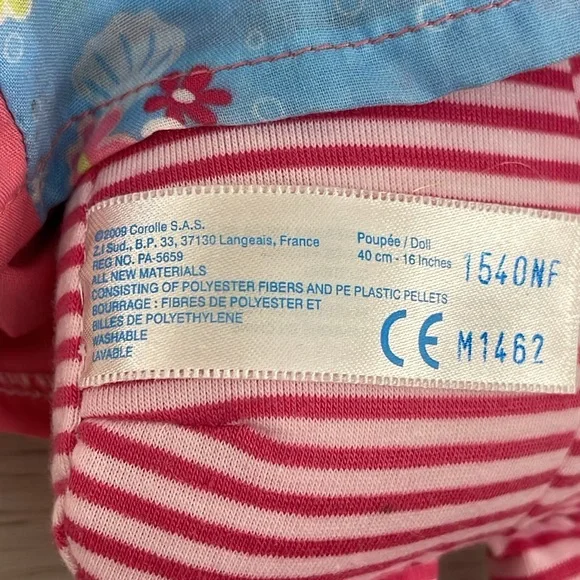 ©2009 Corolle S.A.S.
Z.I Sud., B.P. 33, 37130 Langeais, France
REG NO. PA-5659
ALL NEW MATERIALS
CONSISTING OF POLYESTER FIBERS AND PE PLASTIC PELLETS
BOURRAGE : FIBRES DE POLYESTER ET
BILLES DE POLYETHYLENE
WASHABLE
LAVABLE
Poupée / Doll
40 cm - 16 Inches
1540NF
CE M1462